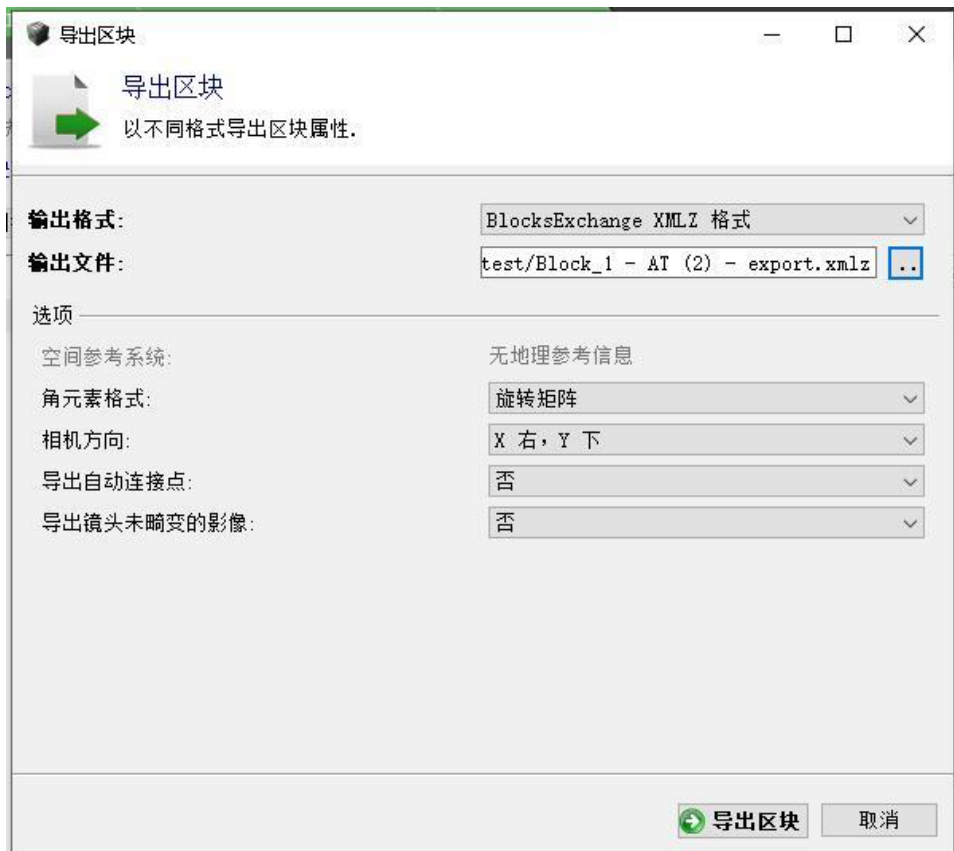 导出区块
导出区块
以不同格式导出区块属性.
输出格式: BlocksExchange XMLZ 格式
输出文件: test/Block_1 - AT (2) - export.xmlz ..
选项
空间参考系统: 无地理参考信息
角元素格式: 旋转矩阵
相机方向: X 右，Y 下
导出自动连接点: 否
导出镜头未畸变的影像: 否
导出区块 取消